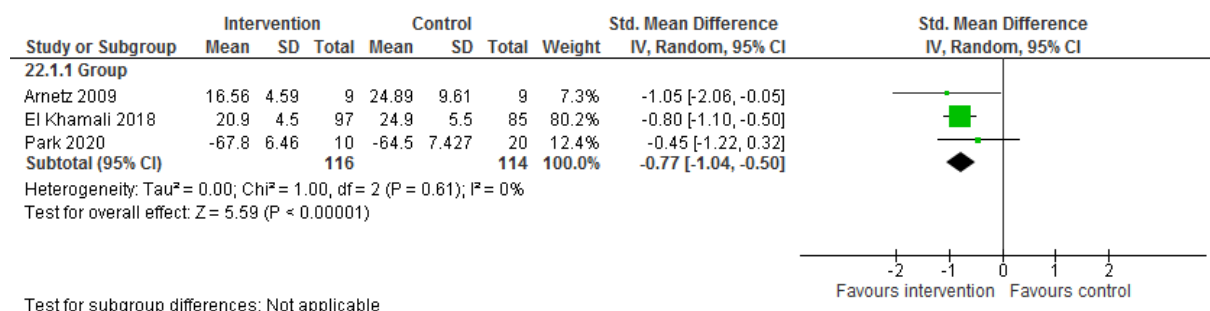 Intervention Control Std. Mean Difference Std. Mean Difference
Study or Subgroup Mean SD Total Mean SD Total Weight IV, Random, 95% CI IV, Random, 95% CI
22.1.1 Group
Arnetz 2009 16.56 4.59 9 24.89 9.61 9 7.3% -1.05 [-2.06, -0.05]
El Khamali 2018 20.9 4.5 97 24.9 5.5 85 80.2% -0.80 [-1.10, -0.50]
Park 2020 -67.8 6.46 10 -64.5 7.427 20 12.4% -0.45 [-1.22, 0.32]
Subtotal (95% CI) 116 114 100.0% -0.77 [-1.04, -0.50]
Heterogeneity: Tau² = 0.00; Chi² = 1.00, df = 2 (P = 0.61); I² = 0%
Test for overall effect: Z = 5.59 (P < 0.00001)
-2 -1 0 1 2
Favours intervention Favours control
Test for subgroup differences: Not applicable